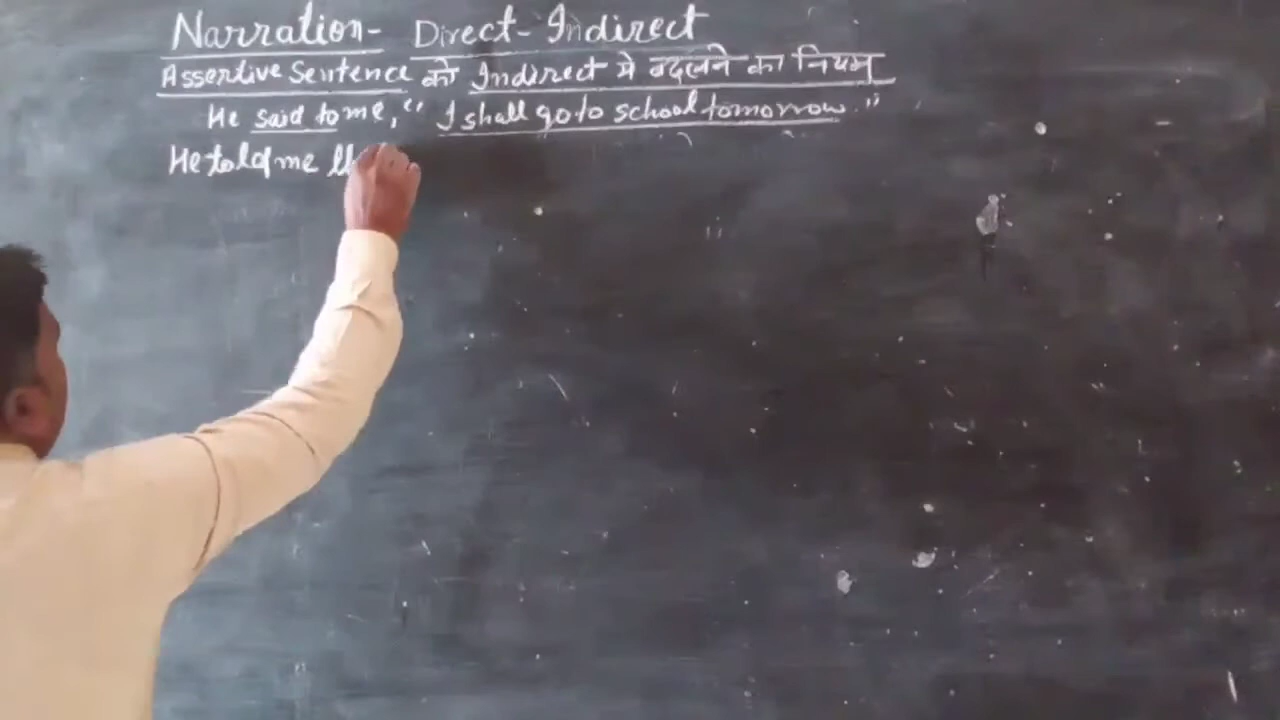 Narration- Direct-Indirect
Assertive Sentence को Indirect मे बदलने का नियम
He said to me, " I shall go to school tomorrow."
He told me